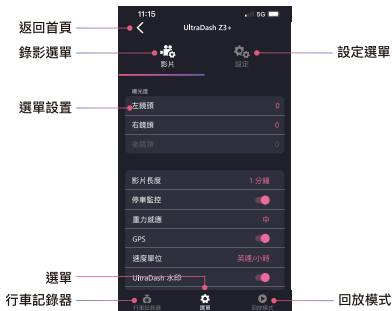 11:15
5G
返回首頁
UltraDash Z3+
錄影選單
設定選單
影片
設定
曝光度
選單設置
左鏡頭 0
右鏡頭 0
後鏡頭 0
影片長度 1 分鐘
停車監控
重力感應 中
GPS
速度單位 英哩/小時
選單
UltraDash 水印
行車記錄器
行車記錄器
選單
回放模式
回放模式